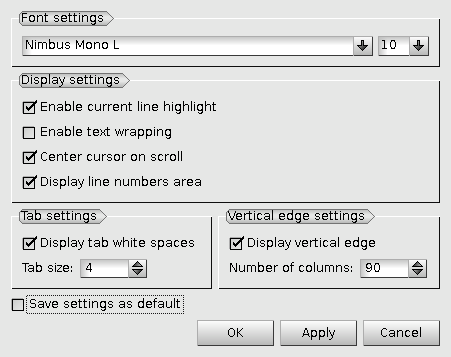 Font settings
Nimbus Mono L 10
Display settings
Enable current line highlight
Enable text wrapping
Center cursor on scroll
Display line numbers area
Tab settings
Display tab white spaces
Tab size: 4
Vertical edge settings
Display vertical edge
Number of columns: 90
Save settings as default
OK Apply Cancel